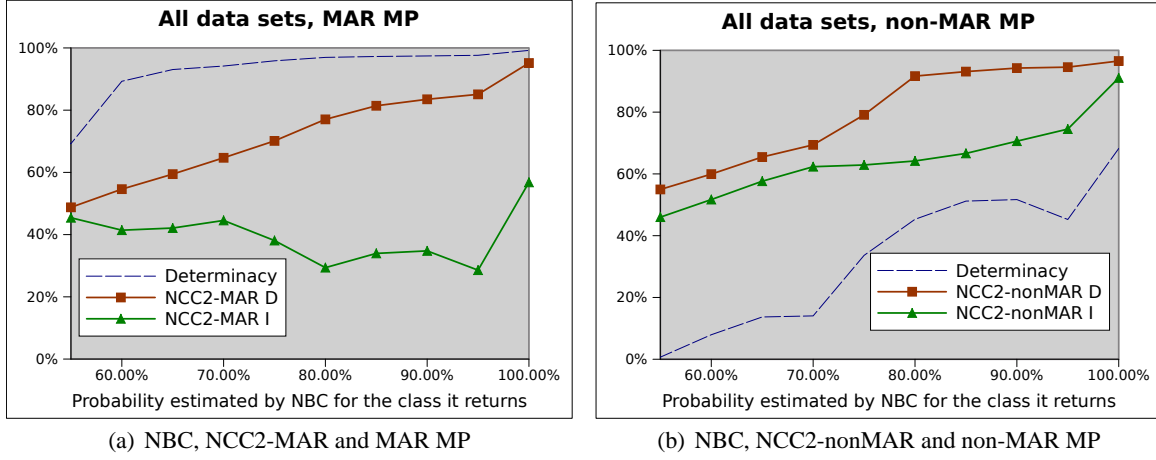 All data sets, MAR MP
100%
80%
60%
40%
20%
0%
Determinacy
NCC2-MAR D
NCC2-MAR I
60.00% 70.00% 80.00% 90.00% 100.00%
Probability estimated by NBC for the class it returns
(a) NBC, NCC2-MAR and MAR MP
All data sets, non-MAR MP
100%
80%
60%
40%
20%
0%
Determinacy
NCC2-nonMAR D
NCC2-nonMAR I
60.00% 70.00% 80.00% 90.00% 100.00%
Probability estimated by NBC for the class it returns
(b) NBC, NCC2-nonMAR and non-MAR MP